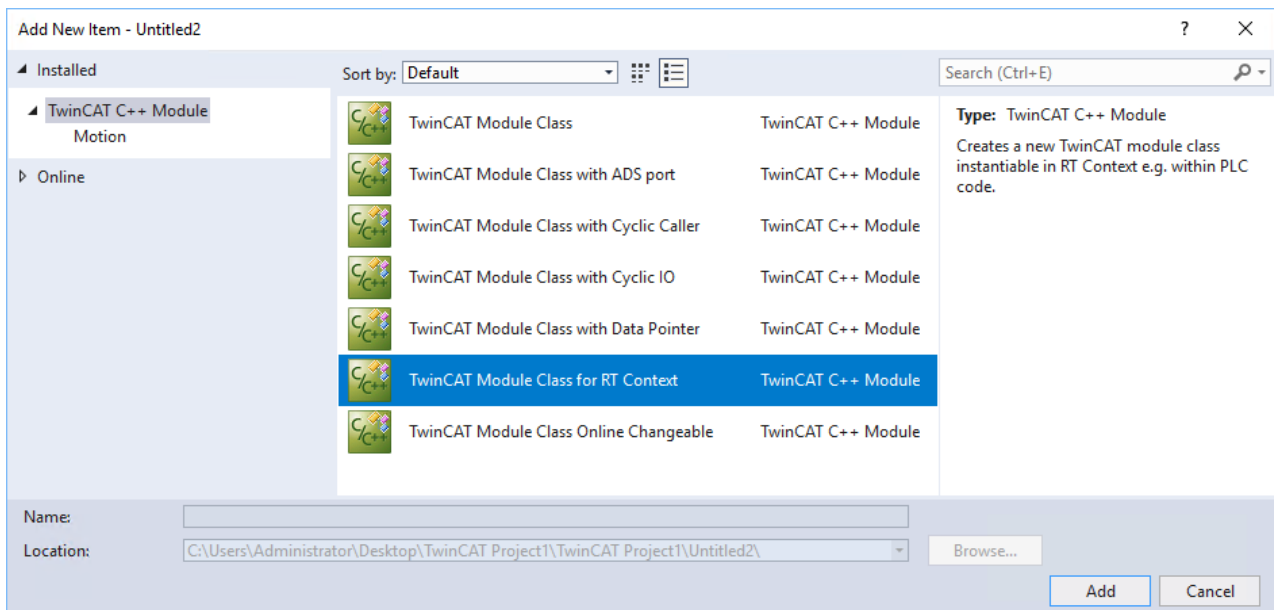 Add New Item - Untitled2
?
Installed
Sort by: Default
Search (Ctrl+E)
TwinCAT C++ Module
Motion
Online
TwinCAT Module Class TwinCAT C++ Module
TwinCAT Module Class with ADS port TwinCAT C++ Module
TwinCAT Module Class with Cyclic Caller TwinCAT C++ Module
TwinCAT Module Class with Cyclic IO TwinCAT C++ Module
TwinCAT Module Class with Data Pointer TwinCAT C++ Module
TwinCAT Module Class for RT Context TwinCAT C++ Module
TwinCAT Module Class Online Changeable TwinCAT C++ Module
Type: TwinCAT C++ Module
Creates a new TwinCAT module class
instantiable in RT Context e.g. within PLC
code.
Name:
Location: C:\Users\Administrator\Desktop\TwinCAT Project1\TwinCAT Project1\Untitled2\ Browse...
Add Cancel